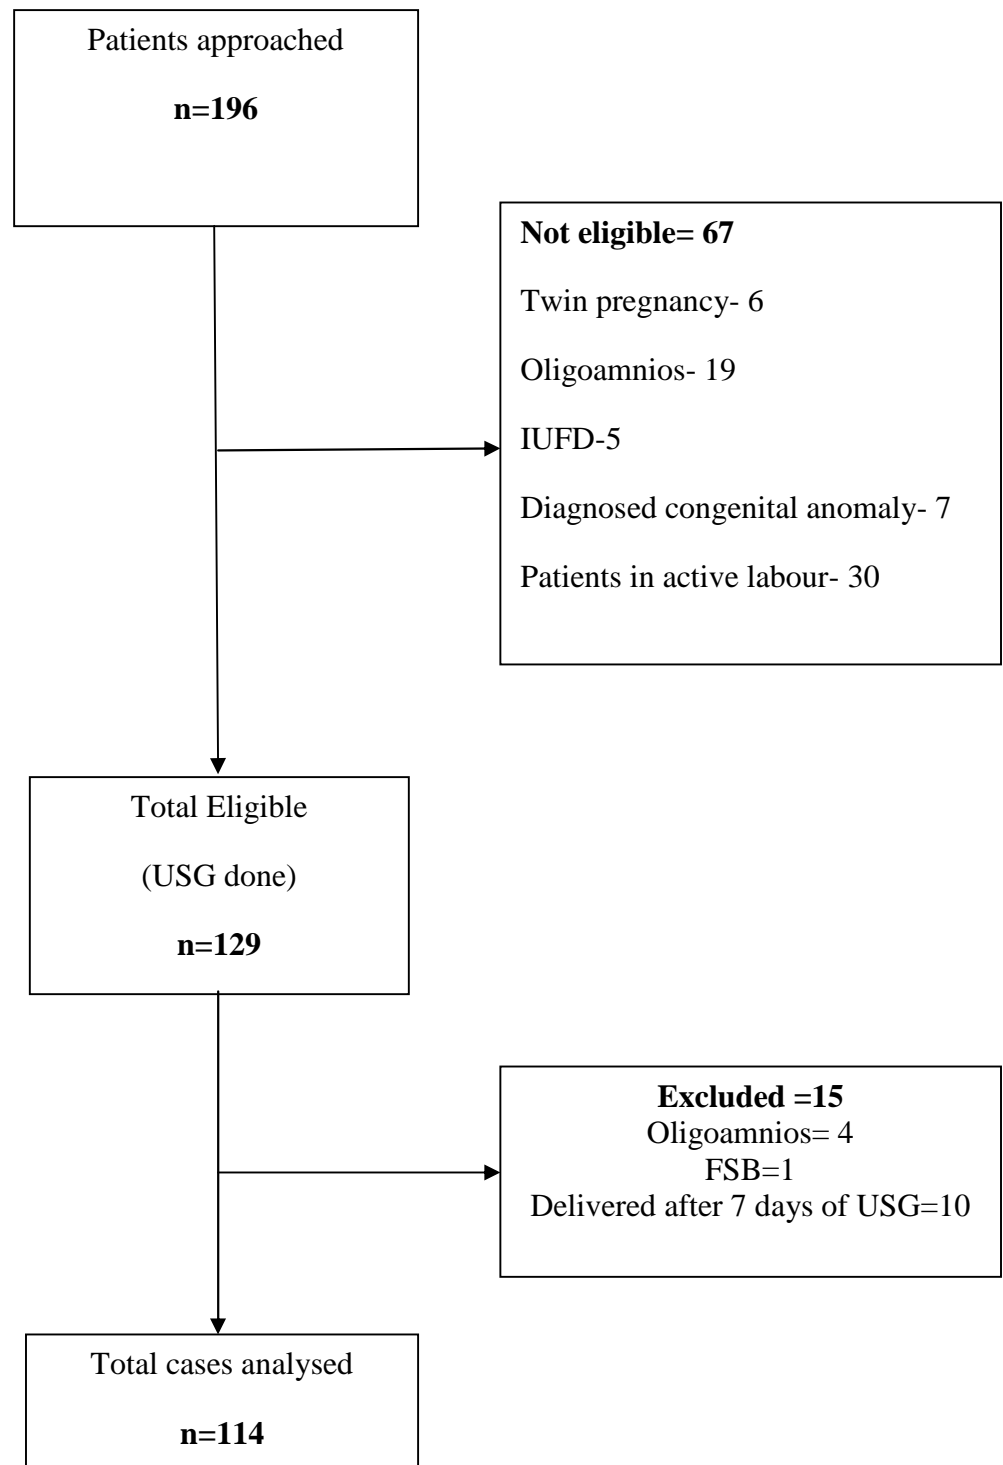 Patients approached
n=196
Not eligible= 67
Twin pregnancy- 6
Oligoamnios- 19
IUFD-5
Diagnosed congenital anomaly- 7
Patients in active labour- 30
Total Eligible
(USG done)
n=129
Excluded =15
Oligoamnios= 4
FSB=1
Delivered after 7 days of USG=10
Total cases analysed
n=114